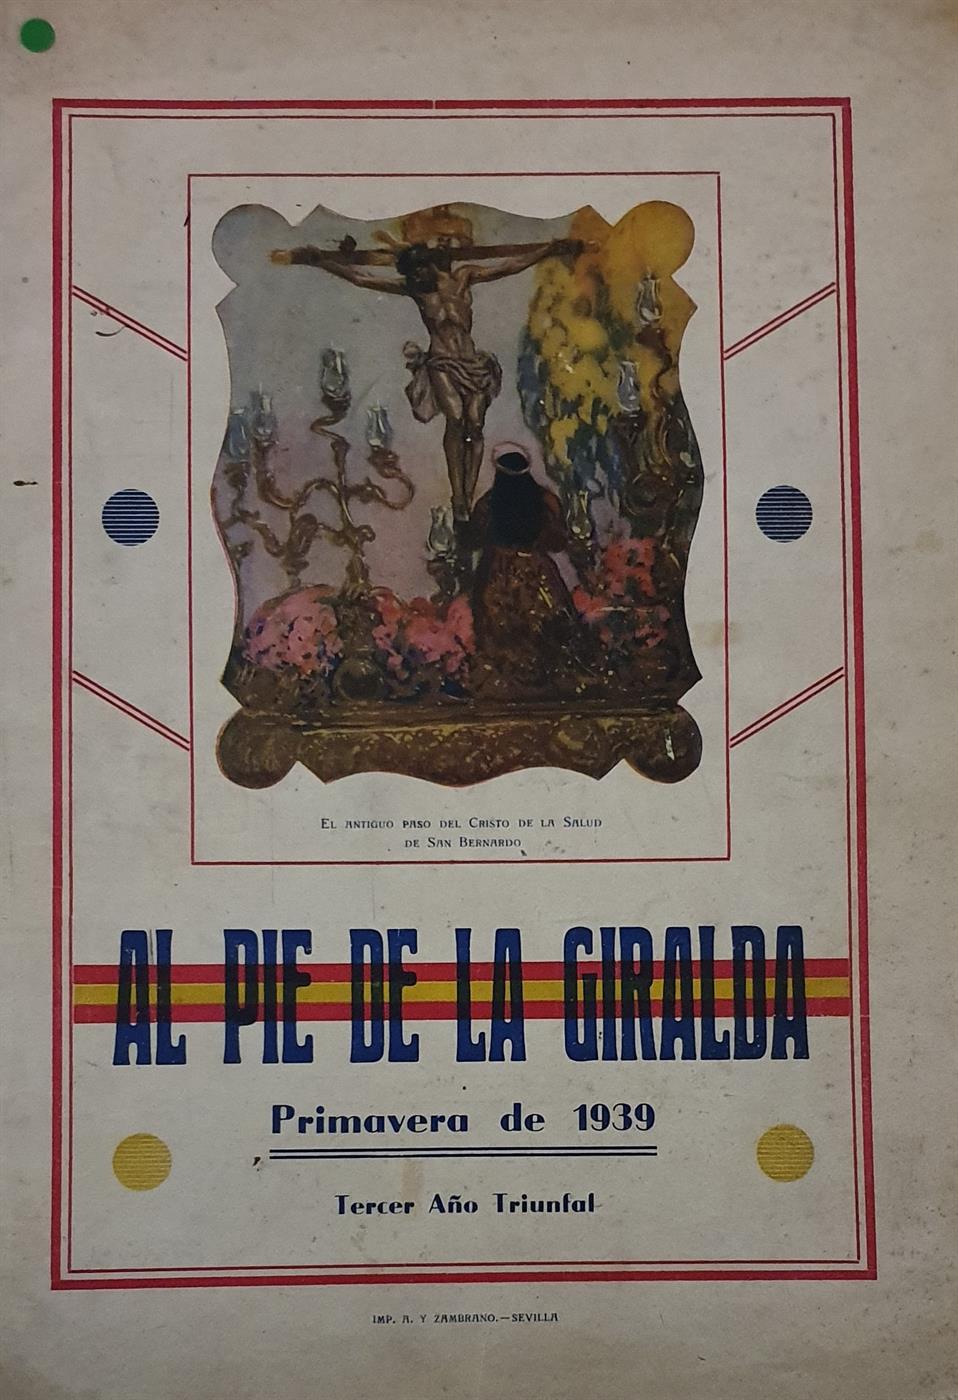 El antiguo paso del Cristo de la Salud
de San Bernardo
AL PIE DE LA GIRALDA
Primavera de 1939
Tercer Año Triunfal
IMP. A. Y ZAMBRANO.—SEVILLA